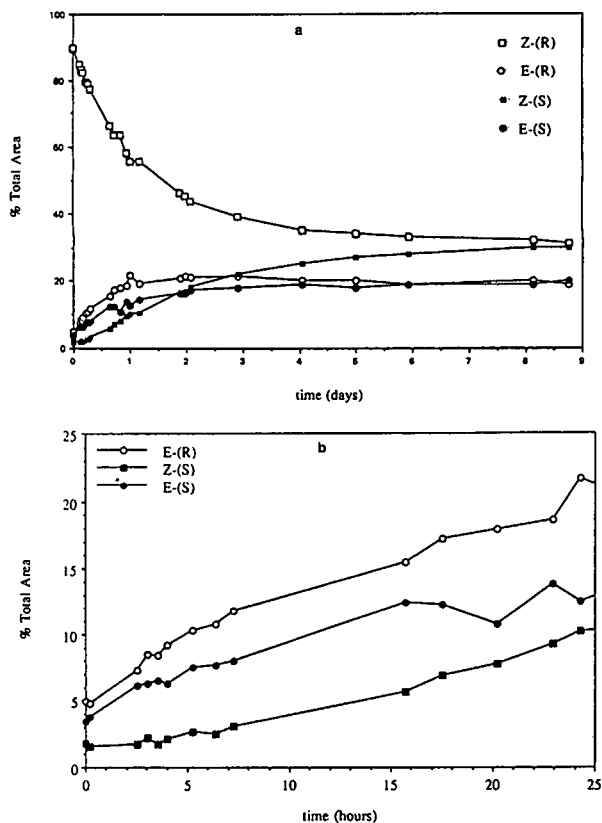 a
Z-(R)
E-(R)
Z-(S)
E-(S)
100
80
60
40
20
0
% Total Area
0 1 2 3 4 5 6 7 8 9
time (days)
b
E-(R)
Z-(S)
E-(S)
25
20
15
10
5
0
% Total Area
0 5 10 15 20 25
time (hours)